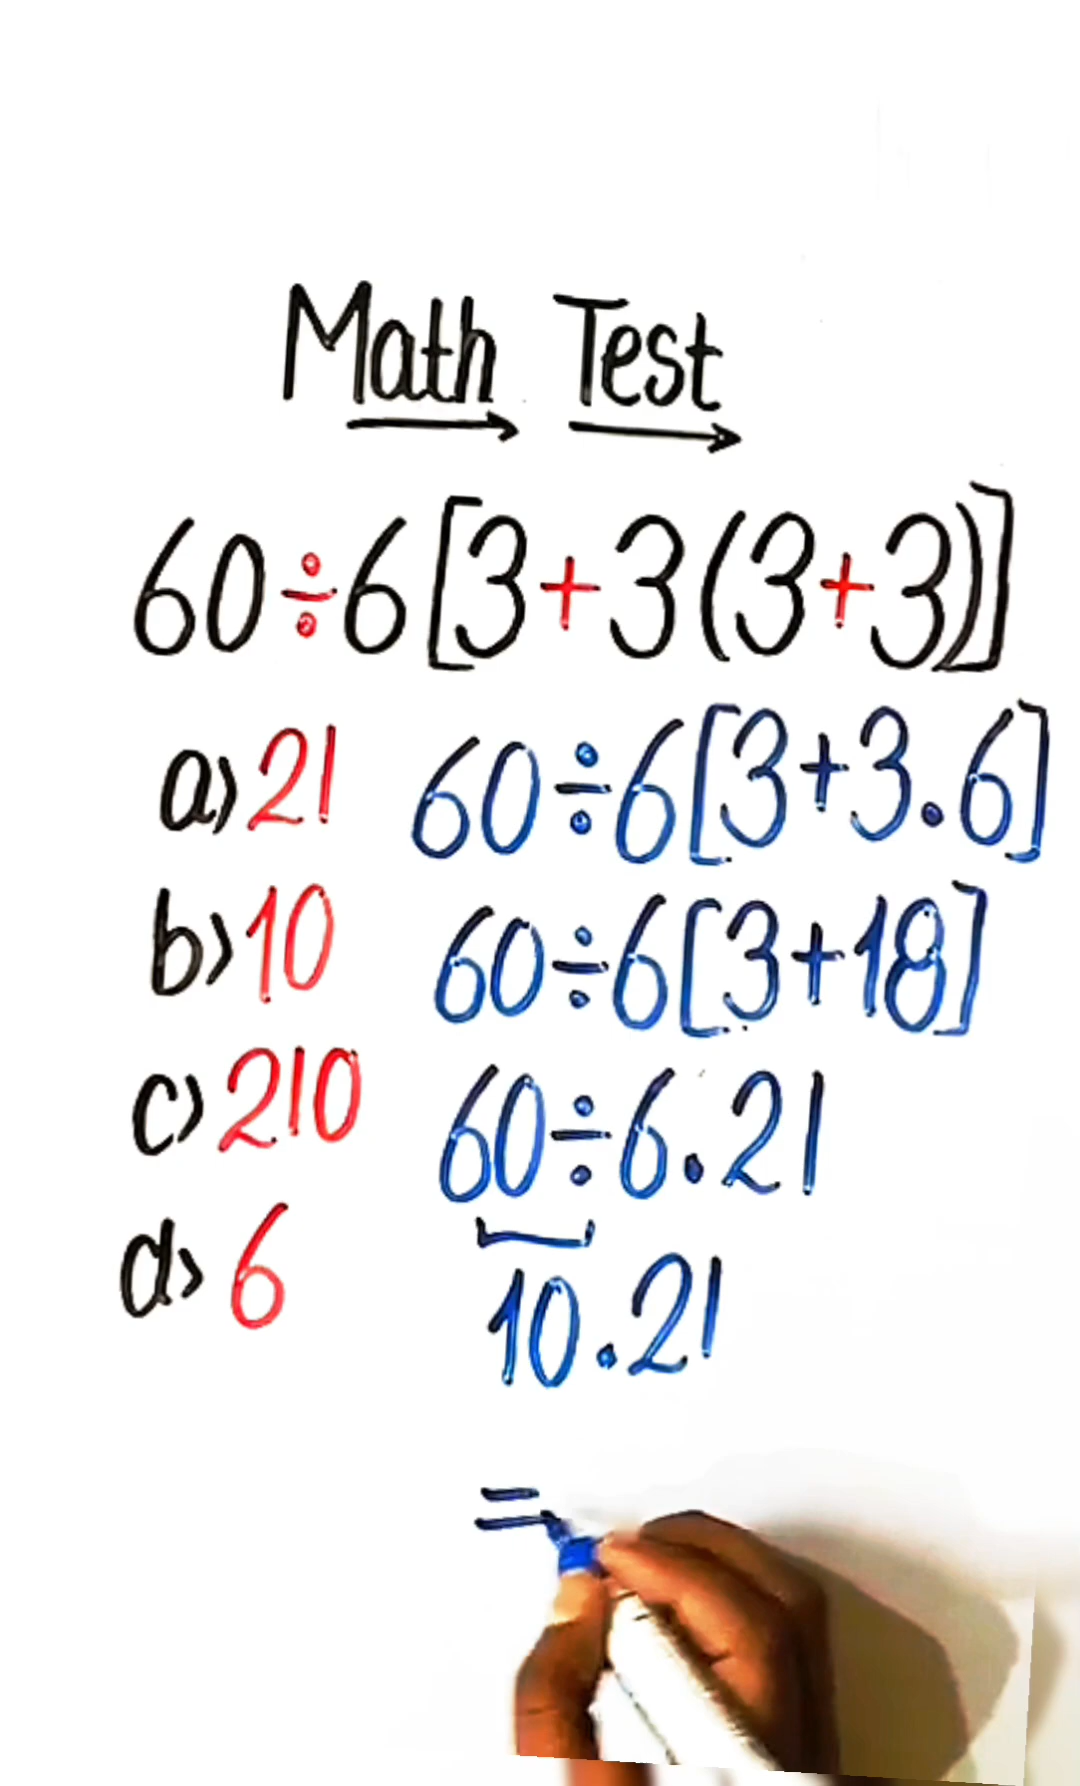 Math Test
60÷6[3+3(3+3)]
a) 21
60÷6[3+3.6]
b) 10
60÷6[3+18]
c) 210
60÷6.21
d) 6
10.21
=